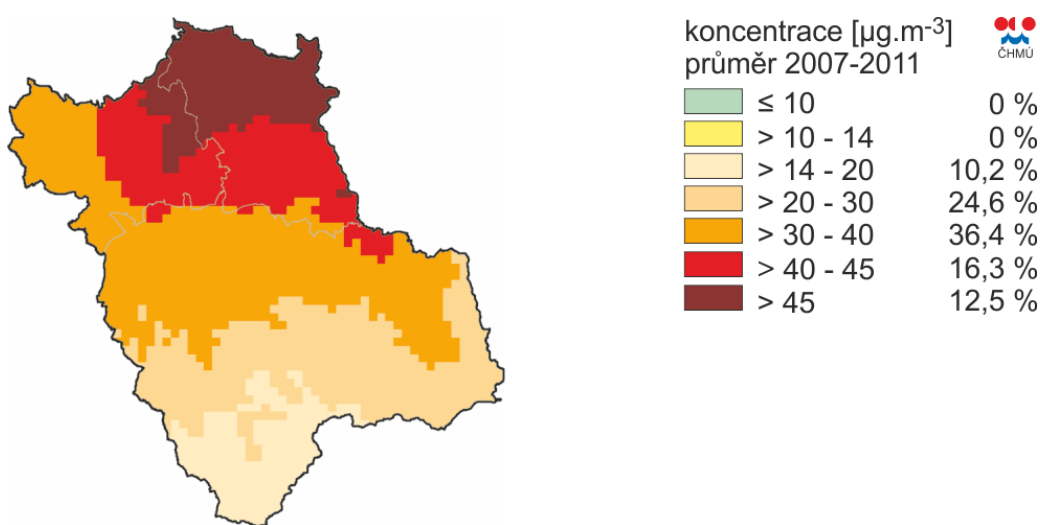 koncentrace [µg.m⁻³]
průměr 2007-2011
ČHMÚ
≤ 10 0 %
> 10 - 14 0 %
> 14 - 20 10,2 %
> 20 - 30 24,6 %
> 30 - 40 36,4 %
> 40 - 45 16,3 %
> 45 12,5 %